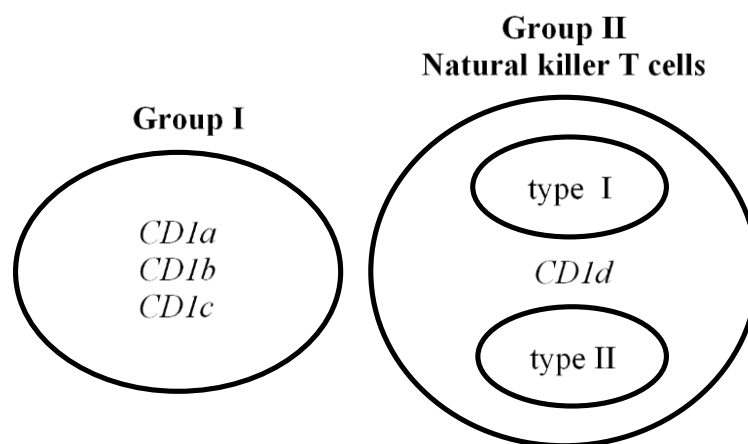 Group I
CD1a
CD1b
CD1c
Group II
Natural killer T cells
type I
CD1d
type II